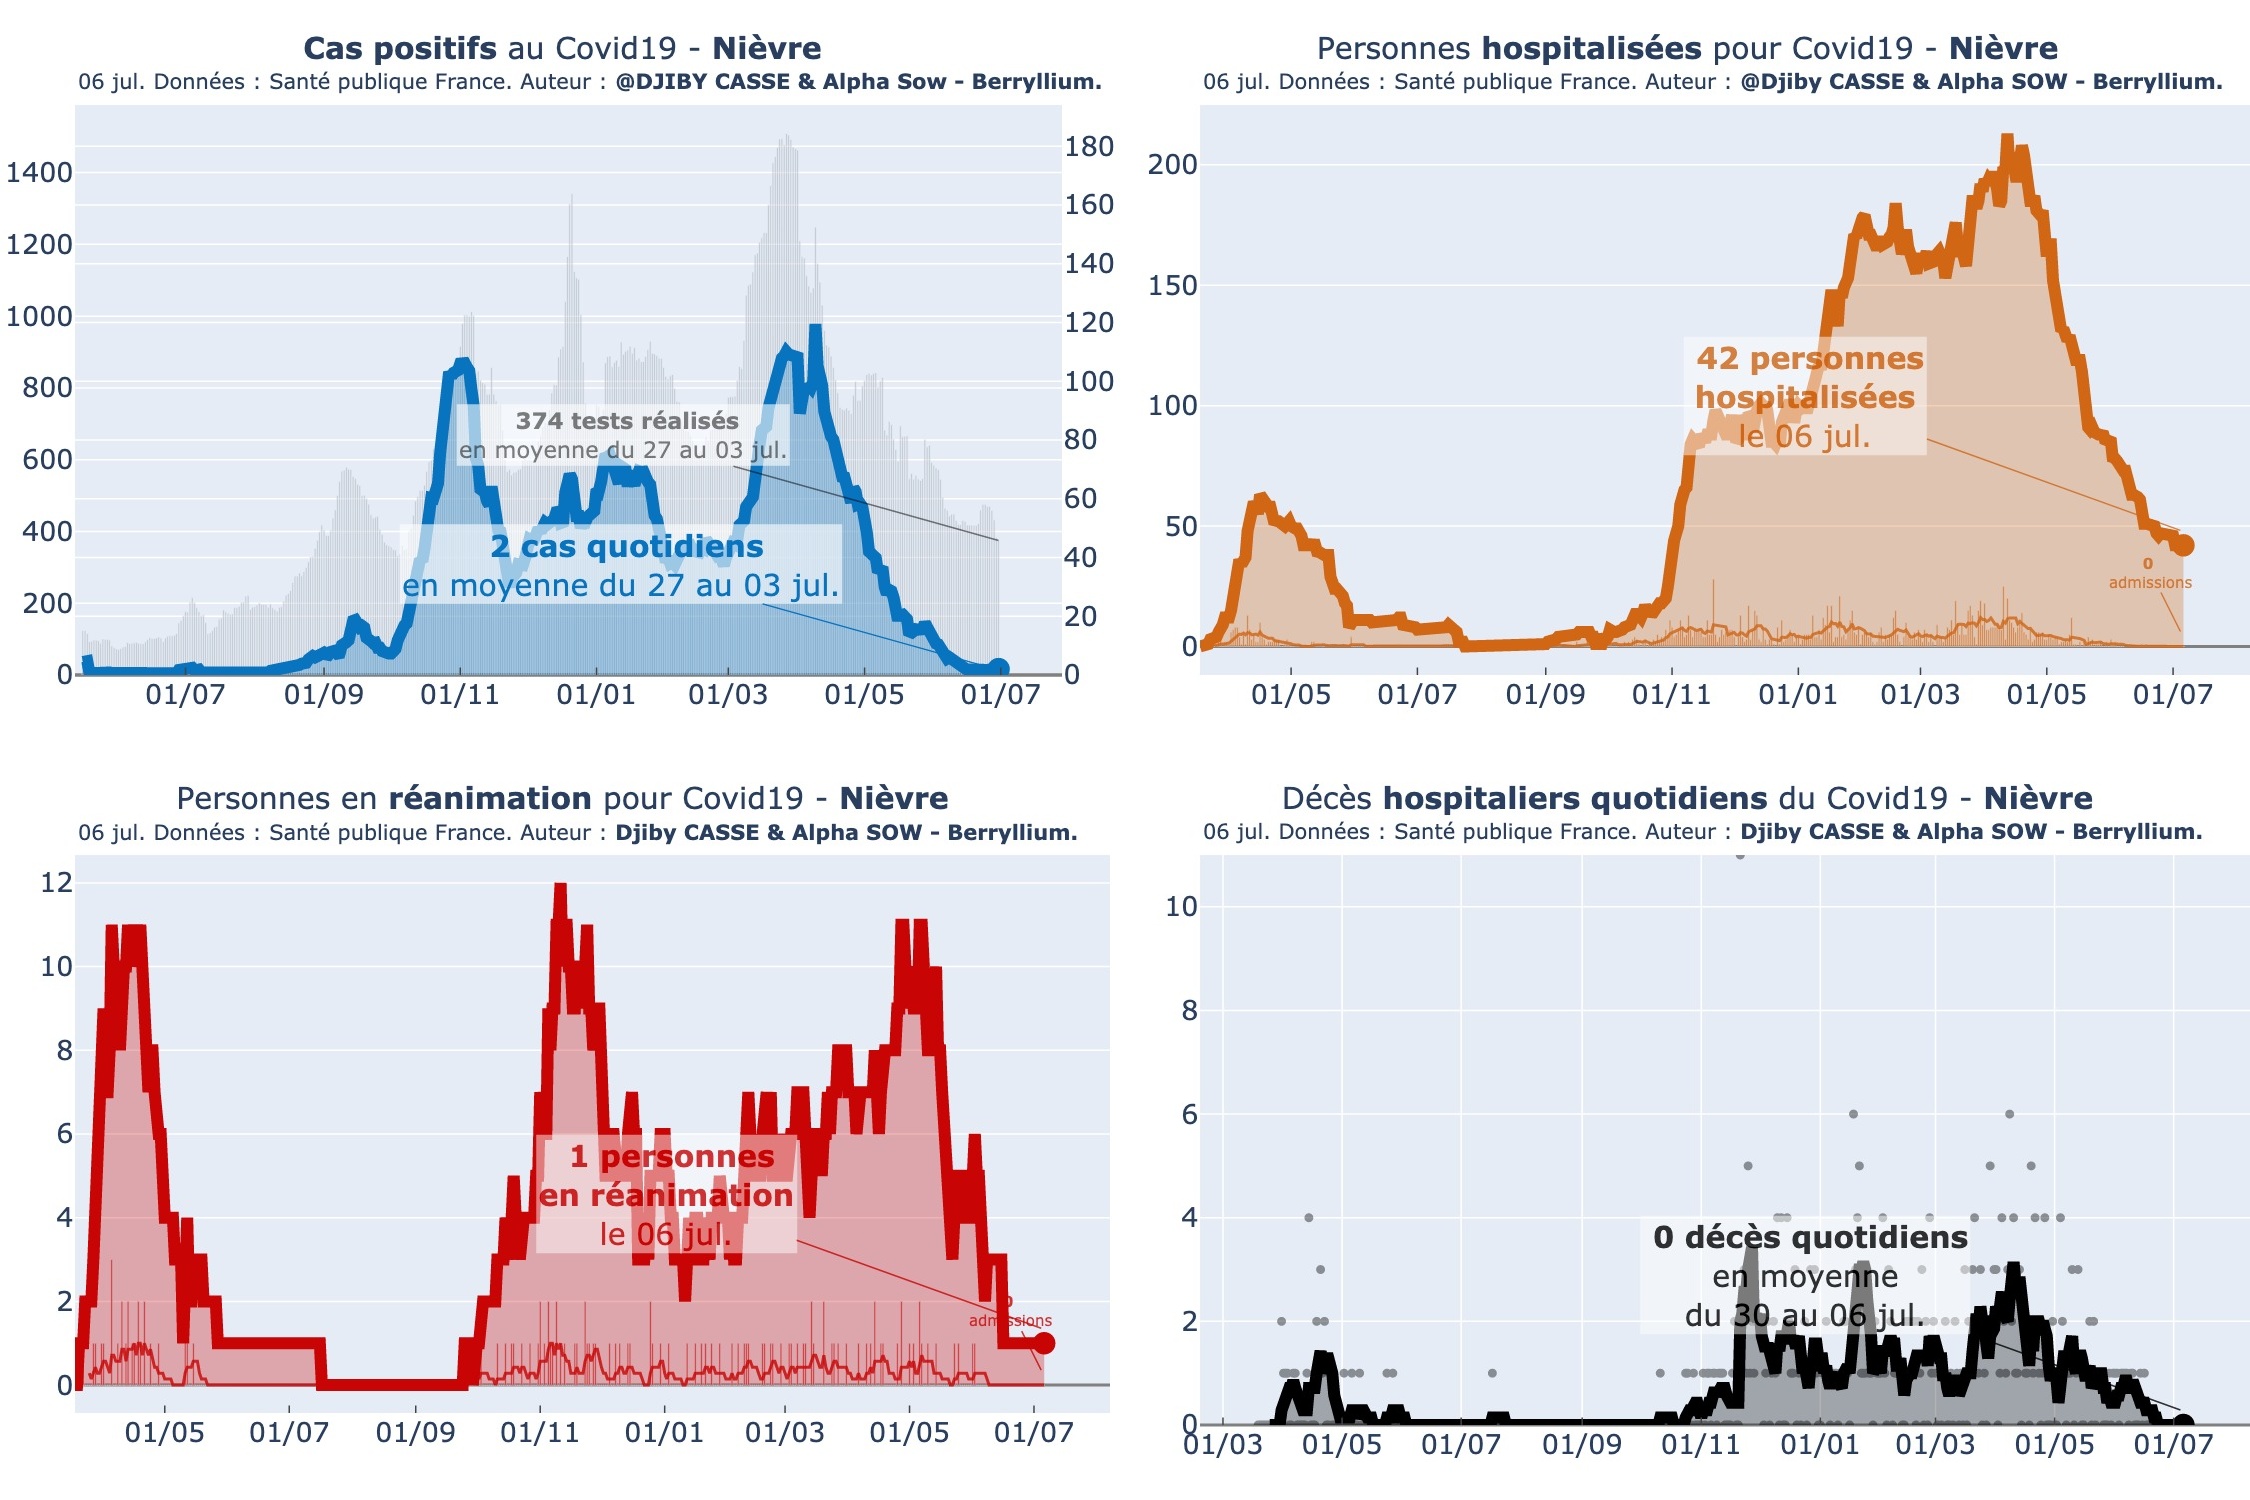 Cas positifs au Covid19 - Nièvre
06 jul. Données : Santé publique France. Auteur : @DJIBY CASSE & Alpha Sow - Berryllium.
1400
1200
1000
800
600
400
200
0
180
160
140
120
100
80
60
40
20
0
374 tests réalisés
en moyenne du 27 au 03 jul.
2 cas quotidiens
en moyenne du 27 au 03 jul.
01/07 01/09 01/11 01/01 01/03 01/05 01/07
Personnes hospitalisées pour Covid19 - Nièvre
06 jul. Données : Santé publique France. Auteur : @Djiby CASSE & Alpha SOW - Berryllium.
200
150
100
50
0
42 personnes
hospitalisées
le 06 jul.
0
admissions
01/05 01/07 01/09 01/11 01/01 01/03 01/05 01/07
Personnes en réanimation pour Covid19 - Nièvre
06 jul. Données : Santé publique France. Auteur : Djiby CASSE & Alpha SOW - Berryllium.
12
10
8
6
4
2
0
1 personnes
en réanimation
le 06 jul.
0
admissions
01/05 01/07 01/09 01/11 01/01 01/03 01/05 01/07
Décès hospitaliers quotidiens du Covid19 - Nièvre
06 jul. Données : Santé publique France. Auteur : Djiby CASSE & Alpha SOW - Berryllium.
10
8
6
4
2
0
0 décès quotidiens
en moyenne
du 30 au 06 jul.
01/03 01/05 01/07 01/09 01/11 01/01 01/03 01/05 01/07